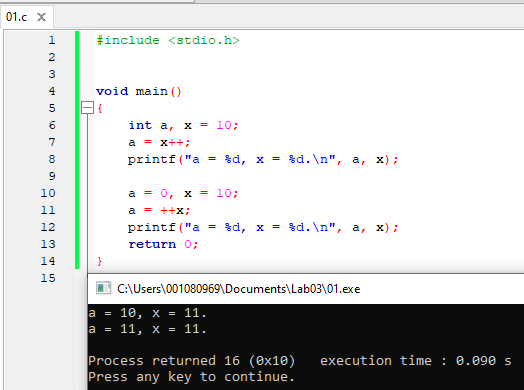 01.c X
1 #include <stdio.h>
2
3
4 void main()
5 {
6 int a, x = 10;
7 a = x++;
8 printf("a = %d, x = %d.\n", a, x);
9
10 a = 0, x = 10;
11 a = ++x;
12 printf("a = %d, x = %d.\n", a, x);
13 return 0;
14 }
15
C:\Users\001080969\Documents\Lab03\01.exe
a = 10, x = 11.
a = 11, x = 11.
Process returned 16 (0x10) execution time : 0.090 s
Press any key to continue.